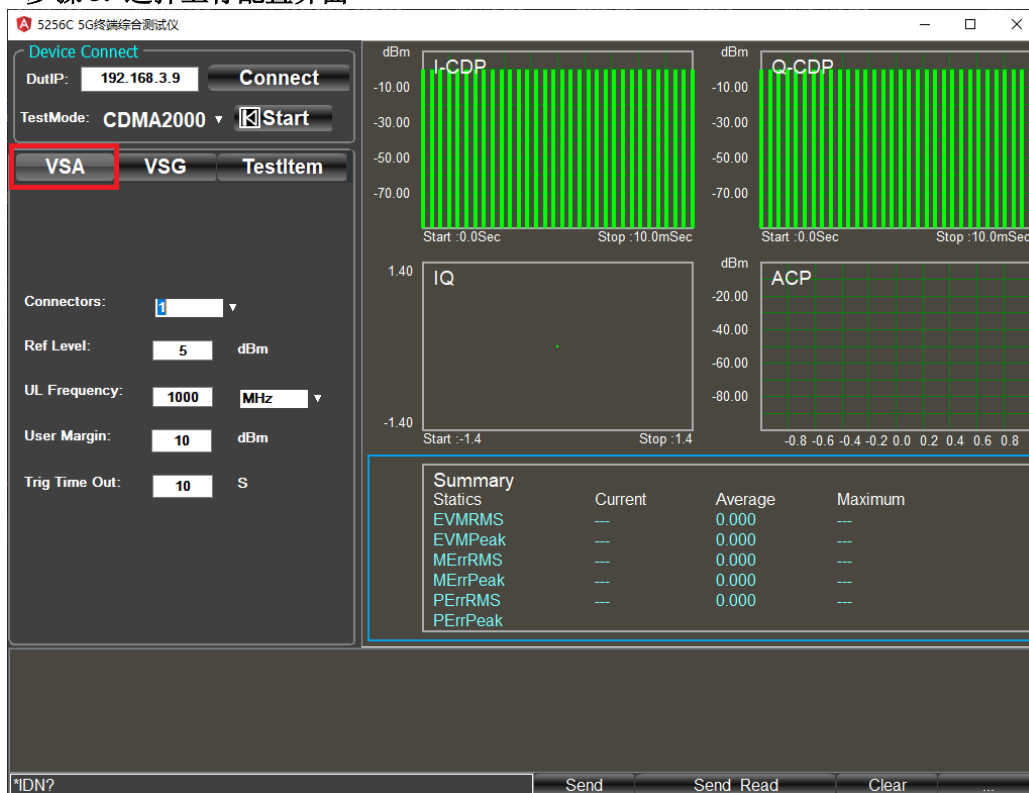 5256C 5G终端综合测试仪
Device Connect
DutIP: 192.168.3.9 Connect
TestMode: CDMA2000 Start
VSA VSG TestItem
Connectors: 1
Ref Level: 5 dBm
UL Frequency: 1000 MHz
User Margin: 10 dBm
Trig Time Out: 10 S
dBm
I-CDP
-10.00
-30.00
-50.00
-70.00
Start :0.0Sec Stop :10.0mSec
dBm
Q-CDP
-10.00
-30.00
-50.00
-70.00
Start :0.0Sec Stop :10.0mSec
1.40
IQ
-1.40
Start :-1.4 Stop :1.4
dBm
ACP
-20.00
-40.00
-60.00
-80.00
-0.8 -0.6 -0.4 -0.2 0.0 0.2 0.4 0.6 0.8
Summary
Statics Current Average Maximum
EVMRMS --- 0.000 ---
EVMPeak --- 0.000 ---
MErrRMS --- 0.000 ---
MErrPeak --- 0.000 ---
PErrRMS --- 0.000 ---
PErrPeak
*IDN? Send Send Read Clear ...